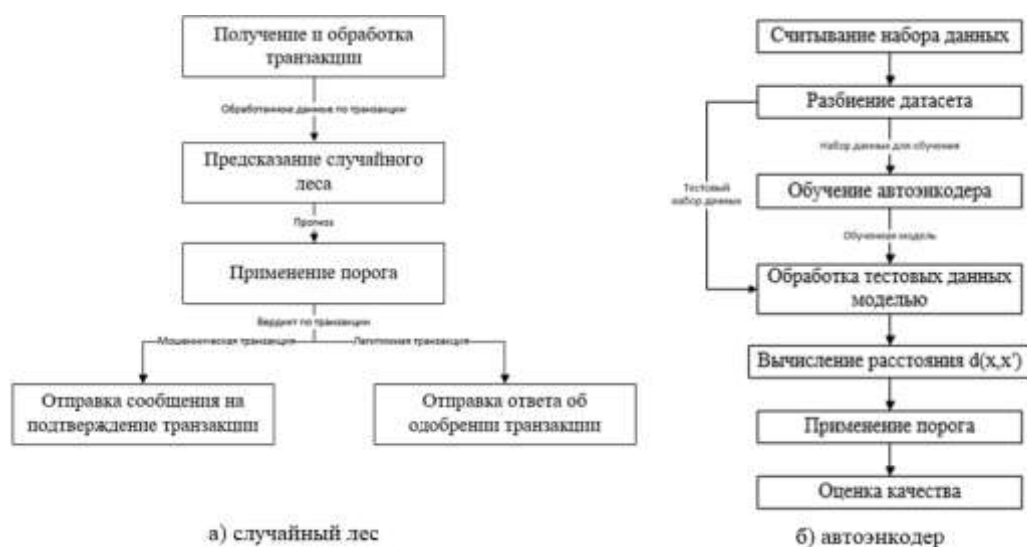 Получение и обработка
транзакции
Обработанные данные по транзакции
Предсказание случайного
леса
Прогноз
Применение порога
Вердикт по транзакции
Мошенническая транзакция
Легитимная транзакция
Отправка сообщения на
подтверждение транзакции
Отправка ответа об
одобрении транзакции
а) случайный лес
Считывание набора данных
Разбиение датасета
Набор данных для обучения
Тестовый
набор данных
Обучение автоэнкодера
Обученная модель
Обработка тестовых данных
моделью
Вычисление расстояния d(x,x')
Применение порога
Оценка качества
б) автоэнкодер